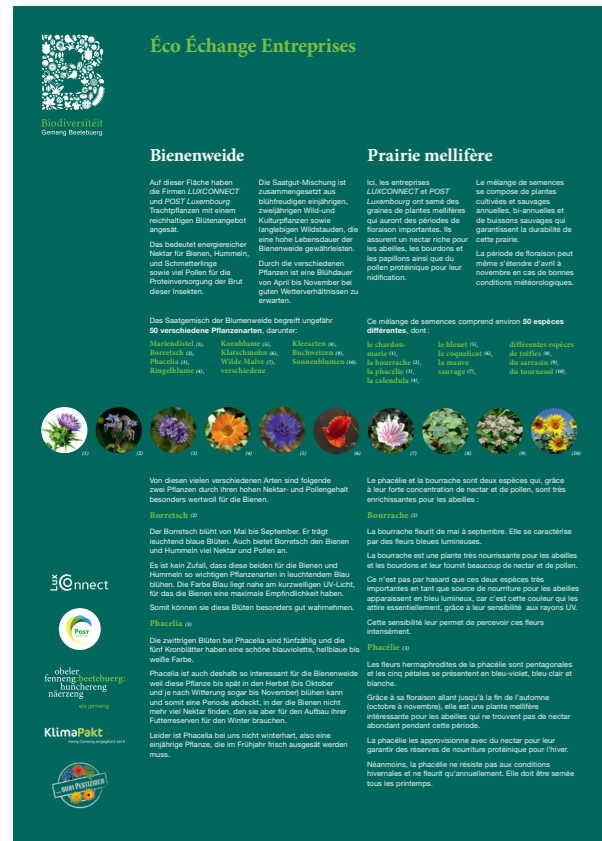 Éco Échange Entreprises
Biodiversitéit
Gemeng Beetebuerg
Bienenweide
Auf dieser Fläche haben
die Firmen LUXCONNECT
und POST Luxembourg
Trachtpflanzen mit einem
reichhaltigen Blütenangebot
angesät.
Das bedeutet energiereicher
Nektar für Bienen, Hummeln,
und Schmetterlinge
sowie viel Pollen für die
Proteinversorgung der Brut
dieser Insekten.
Die Saatgut-Mischung ist
zusammengesetzt aus
blühfreudigen einjährigen,
zweijährigen Wild-und
Kulturpflanzen sowie
langlebigen Wildstauden, die
eine hohe Lebensdauer der
Bienenweide gewährleisten.
Durch die verschiedenen
Pflanzen ist eine Blühdauer
von April bis November bei
guten Wetterverhältnissen zu
erwarten.
Das Saatgemisch der Blumenweide begreift ungefähr
50 verschiedene Pflanzenarten, darunter:
Mariendistel (1),
Borretsch (2),
Phacelia (3),
Ringelblume (4),
Kornblume (5),
Klatschmohn (6),
Wilde Malve (7),
verschiedene
Kleearten (8),
Buchweizen (9),
Sonnenblumen (10).
Prairie mellifère
Ici, les entreprises
LUXCONNECT et POST
Luxembourg ont semé des
graines de plantes mellifères
qui auront des périodes de
floraison importantes. Ils
assurent un nectar riche pour
les abeilles, les bourdons et
les papillons ainsi que du
pollen protéinique pour leur
nidification.
Le mélange de semences
se compose de plantes
cultivées et sauvages
annuelles, bi-annuelles et
de buissons sauvages qui
garantissent la durabilité de
cette prairie.
La période de floraison peut
même s'étendre d'avril à
novembre en cas de bonnes
conditions météorologiques.
Ce mélange de semences comprend environ 50 espèces
différentes, dont :
le chardon-
marie (1),
la bourrache (2),
la phacélie (3),
la calendula (4),
le bleuet (5),
le coquelicot (6),
la mauve
sauvage (7),
différentes espèces
de trèfles (8),
du sarrasin (9),
du tournesol (10).
(1)
(2)
(3)
(4)
(5)
(6)
(7)
(8)
(9)
(10)
Von diesen vielen verschiedenen Arten sind folgende
zwei Pflanzen durch ihren hohen Nektar- und Pollengehalt
besonders wertvoll für die Bienen.
Borretsch (2)
Der Borretsch blüht von Mai bis September. Er trägt
leuchtend blaue Blüten. Auch bietet Borretsch den Bienen
und Hummeln viel Nektar und Pollen an.
Es ist kein Zufall, dass diese beiden für die Bienen und
Hummeln so wichtigen Pflanzenarten in leuchtendem Blau
blühen. Die Farbe Blau liegt nahe am kurzwelligen UV-Licht,
für das die Bienen eine maximale Empfindlichkeit haben.
Somit können sie diese Blüten besonders gut wahrnehmen.
Phacelia (3)
Die zwittrigen Blüten bei Phacelia sind fünfzählig und die
fünf Kronblätter haben eine schöne blauviolette, hellblaue bis
weiße Farbe.
Phacelia ist auch deshalb so interessant für die Bienenweide
weil diese Pflanze bis spät in den Herbst (bis Oktober
und je nach Witterung sogar bis November) blühen kann
und somit eine Periode abdeckt, in der die Bienen nicht
mehr viel Nektar finden, den sie aber für den Aufbau ihrer
Futterreserven für den Winter brauchen.
Leider ist Phacelia bei uns nicht winterhart, also eine
einjährige Pflanze, die im Frühjahr frisch ausgesät werden
muss.
Le phacélie et la bourrache sont deux espèces qui, grâce
à leur forte concentration de nectar et de pollen, sont très
enrichissantes pour les abeilles :
Bourrache (2)
La bourrache fleurit de mai à septembre. Elle se caractérise
par des fleurs bleues lumineuses.
La bourrache est une plante très nourrissante pour les abeilles
et les bourdons et leur fournit beaucoup de nectar et de pollen.
Ce n'est pas par hasard que ces deux espèces très
importantes en tant que source de nourriture pour les abeilles
apparaissent en bleu lumineux, car c'est cette couleur qui les
attire essentiellement, grâce à leur sensibilité aux rayons UV.
Cette sensibilité leur permet de percevoir ces fleurs
intensément.
Phacélie (3)
Les fleurs hermaphrodites de la phacélie sont pentagonales
et les cinq pétales se présentent en bleu-violet, bleu clair et
blanche.
Grâce à sa floraison allant jusqu'à la fin de l'automne
(octobre à novembre), elle est une plante mellifère
intéressante pour les abeilles qui ne trouvent pas de nectar
abondant pendant cette période.
La phacélie les approvisionne avec du nectar pour leur
garantir des réserves de nourriture protéinique pour l'hiver.
Néanmoins, la phacélie ne résiste pas aux conditions
hivernales et ne fleurit qu'annuellement. Elle doit être semée
tous les printemps.
LUX Connect
POST
obeler
fenneng:beetebuerg:
huncherengen
näerzeng
eis gemeng
KlimaPakt
meng Gemeng engagéiert sech
... OUNI PESTIZIDEN